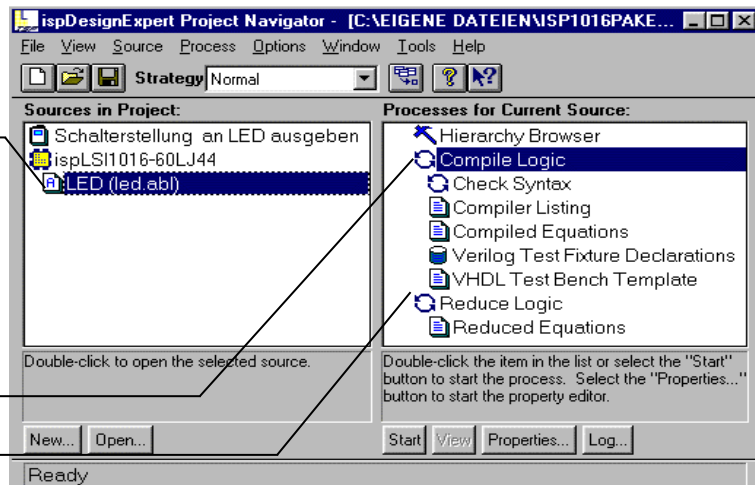 ispDesignExpert Project Navigator - [C:\EIGENE DATEIEN\ISP1016PAKE...
File View Source Process Options Window Tools Help
Strategy Normal
Sources in Project:
Schalterstellung an LED ausgeben
ispLSI1016-60LJ44
LED (led.abl)
Double-click to open the selected source.
New... Open...
Processes for Current Source:
Hierarchy Browser
Compile Logic
Check Syntax
Compiler Listing
Compiled Equations
Verilog Test Fixture Declarations
VHDL Test Bench Template
Reduce Logic
Reduced Equations
Double-click the item in the list or select the "Start"
button to start the process. Select the "Properties..."
button to start the property editor.
Start View Properties... Log...
Ready